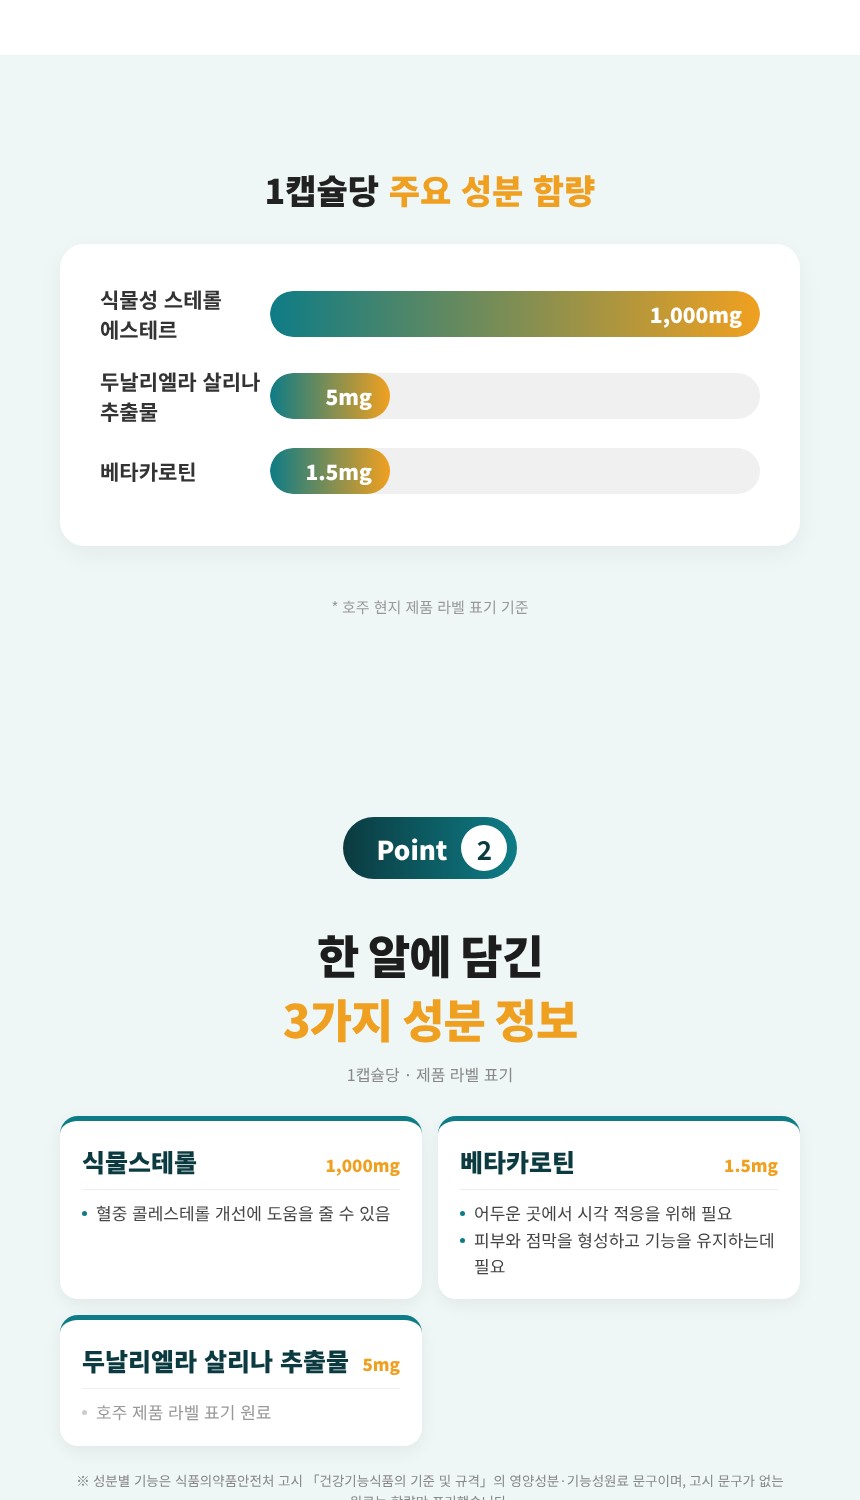 1캡슐당 주요 성분 함량
식물성 스테롤
에스테르
1,000mg
두날리엘라 살리나
추출물
5mg
베타카로틴
1.5mg
* 호주 현지 제품 라벨 표기 기준
Point 2
한 알에 담긴
3가지 성분 정보
1캡슐당 · 제품 라벨 표기
식물스테롤 1,000mg
• 혈중 콜레스테롤 개선에 도움을 줄 수 있음
베타카로틴 1.5mg
• 어두운 곳에서 시각 적응을 위해 필요
• 피부와 점막을 형성하고 기능을 유지하는데
필요
두날리엘라 살리나 추출물 5mg
• 호주 제품 라벨 표기 원료
※ 성분별 기능은 식품의약품안전처 고시 「건강기능식품의 기준 및 규격」의 영양성분·기능성원료 문구이며, 고시 문구가 없는